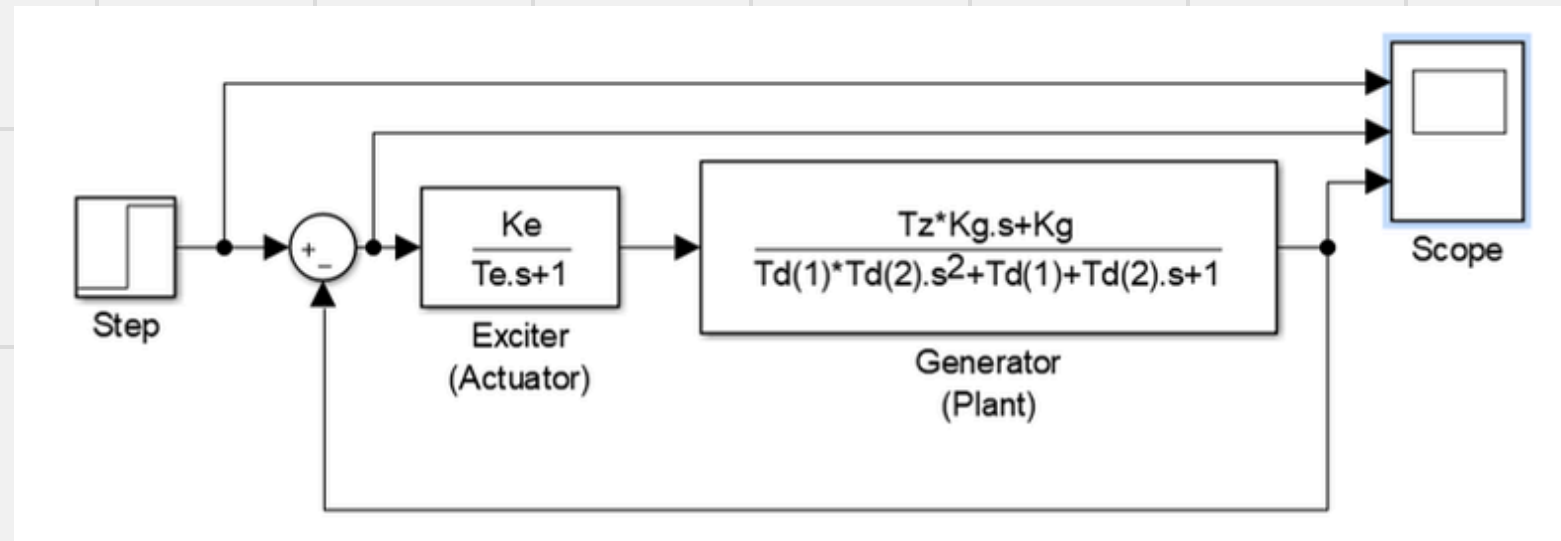 Step
+
−
Ke
Te.s+1
Exciter
(Actuator)
Tz*Kg.s+Kg
Td(1)*Td(2).s2+Td(1)+Td(2).s+1
Generator
(Plant)
Scope